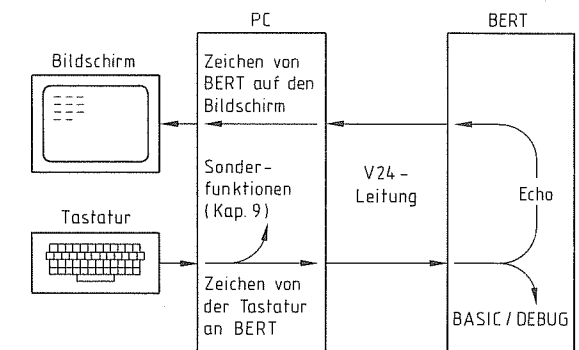 PC
BERT
Bildschirm
Zeichen von
BERT auf den
Bildschirm
Sonder-
funktionen
(Kap. 9)
V24-
Leitung
Echo
Tastatur
Zeichen von
der Tastatur
an BERT
BASIC / DEBUG